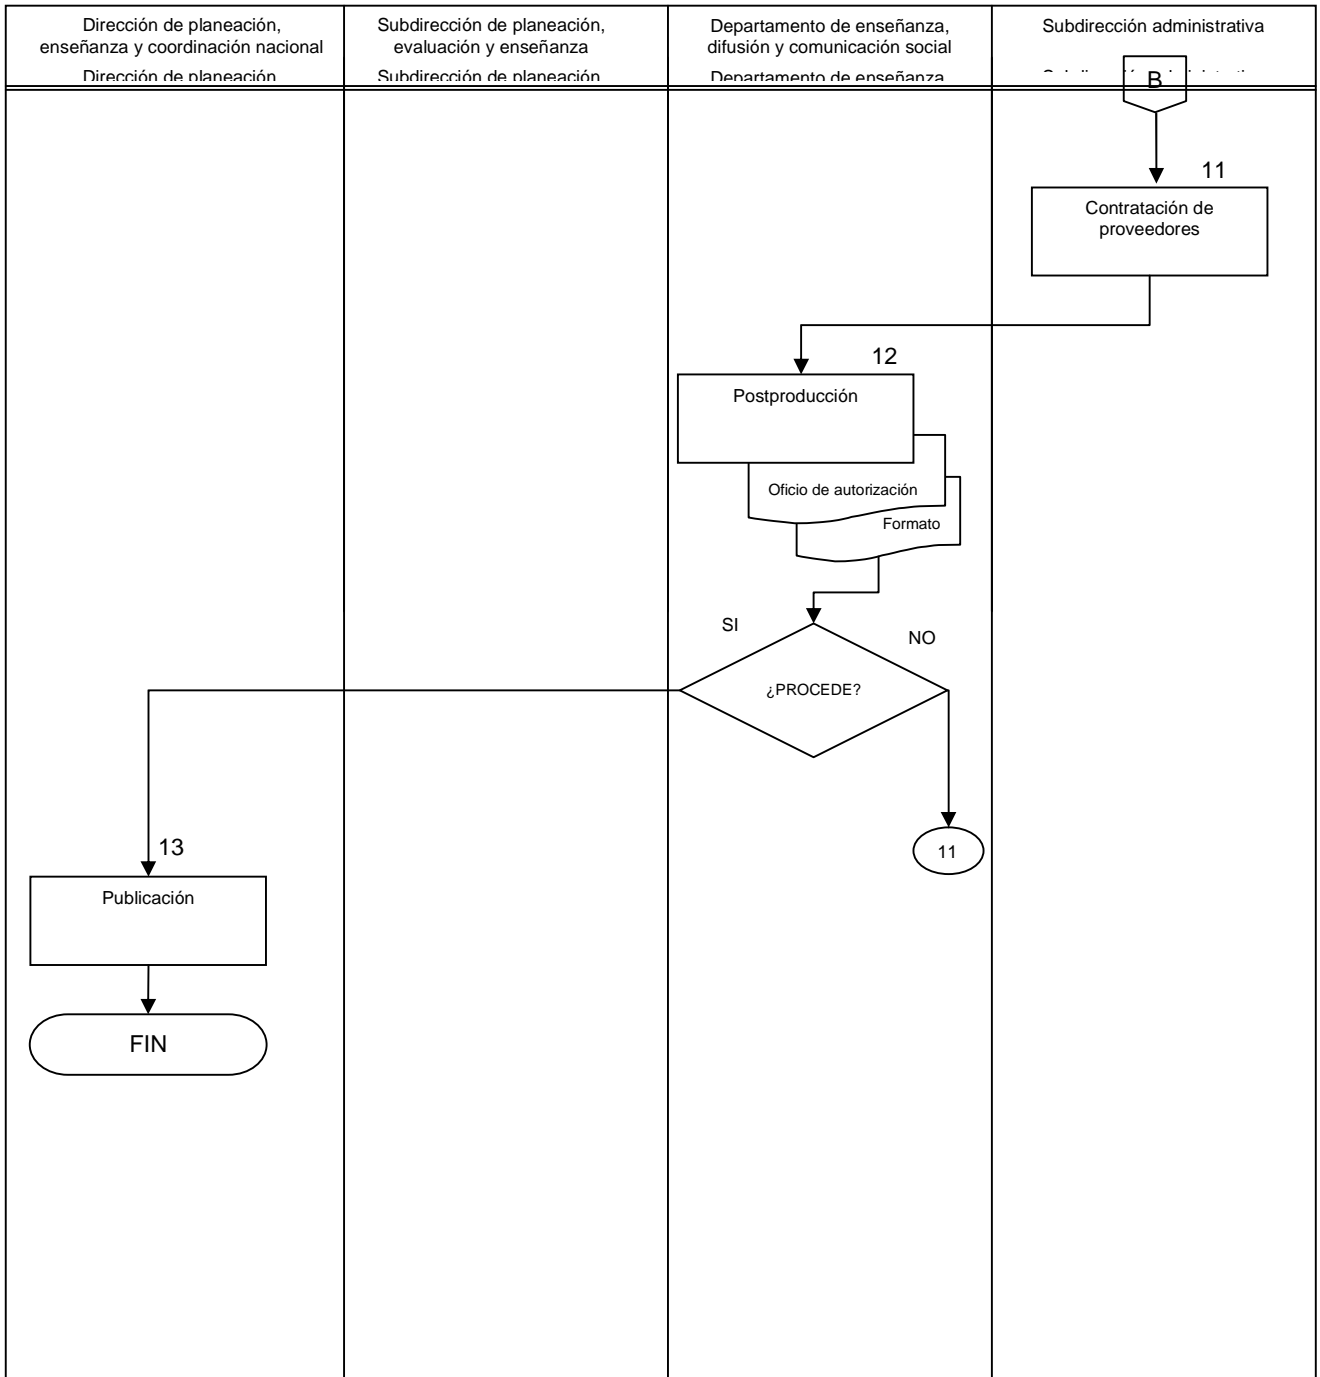 Dirección de planeación,
enseñanza y coordinación nacional
Dirección de planeación
Subdirección de planeación,
evaluación y enseñanza
Subdirección de planeación
Departamento de enseñanza,
difusión y comunicación social
Departamento de enseñanza
Subdirección administrativa
B
11
Contratación de
proveedores
12
Postproducción
Oficio de autorización
Formato
SI
NO
¿PROCEDE?
11
13
Publicación
FIN